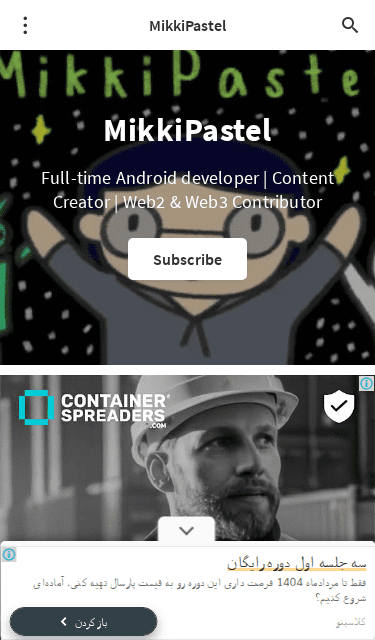 MikkiPastel
MikkiPaste
MikkiPastel
Full-time Android developer | Content
Creator | Web2 & Web3 Contributor
Subscribe
CONTAINER
SPREADERS
.COM
سه جلسه اول دوره رایگان
فقط تا مردادماه 1404 فرصت داری این دوره رو به قیمت پارسال تهیه کنی. آماده‌ای
شروع کنیم؟
کلاسینو
باز کردن